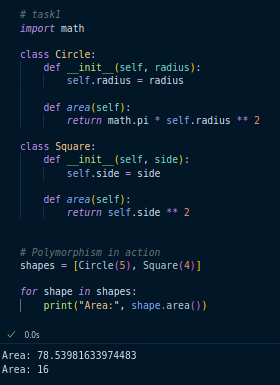 # task1
import math
class Circle:
    def __init__(self, radius):
        self.radius = radius
    def area(self):
        return math.pi * self.radius ** 2
class Square:
    def __init__(self, side):
        self.side = side
    def area(self):
        return self.side ** 2
# Polymorphism in action
shapes = [Circle(5), Square(4)]
for shape in shapes:
    print("Area:", shape.area())
0.0s
Area: 78.53981633974483
Area: 16